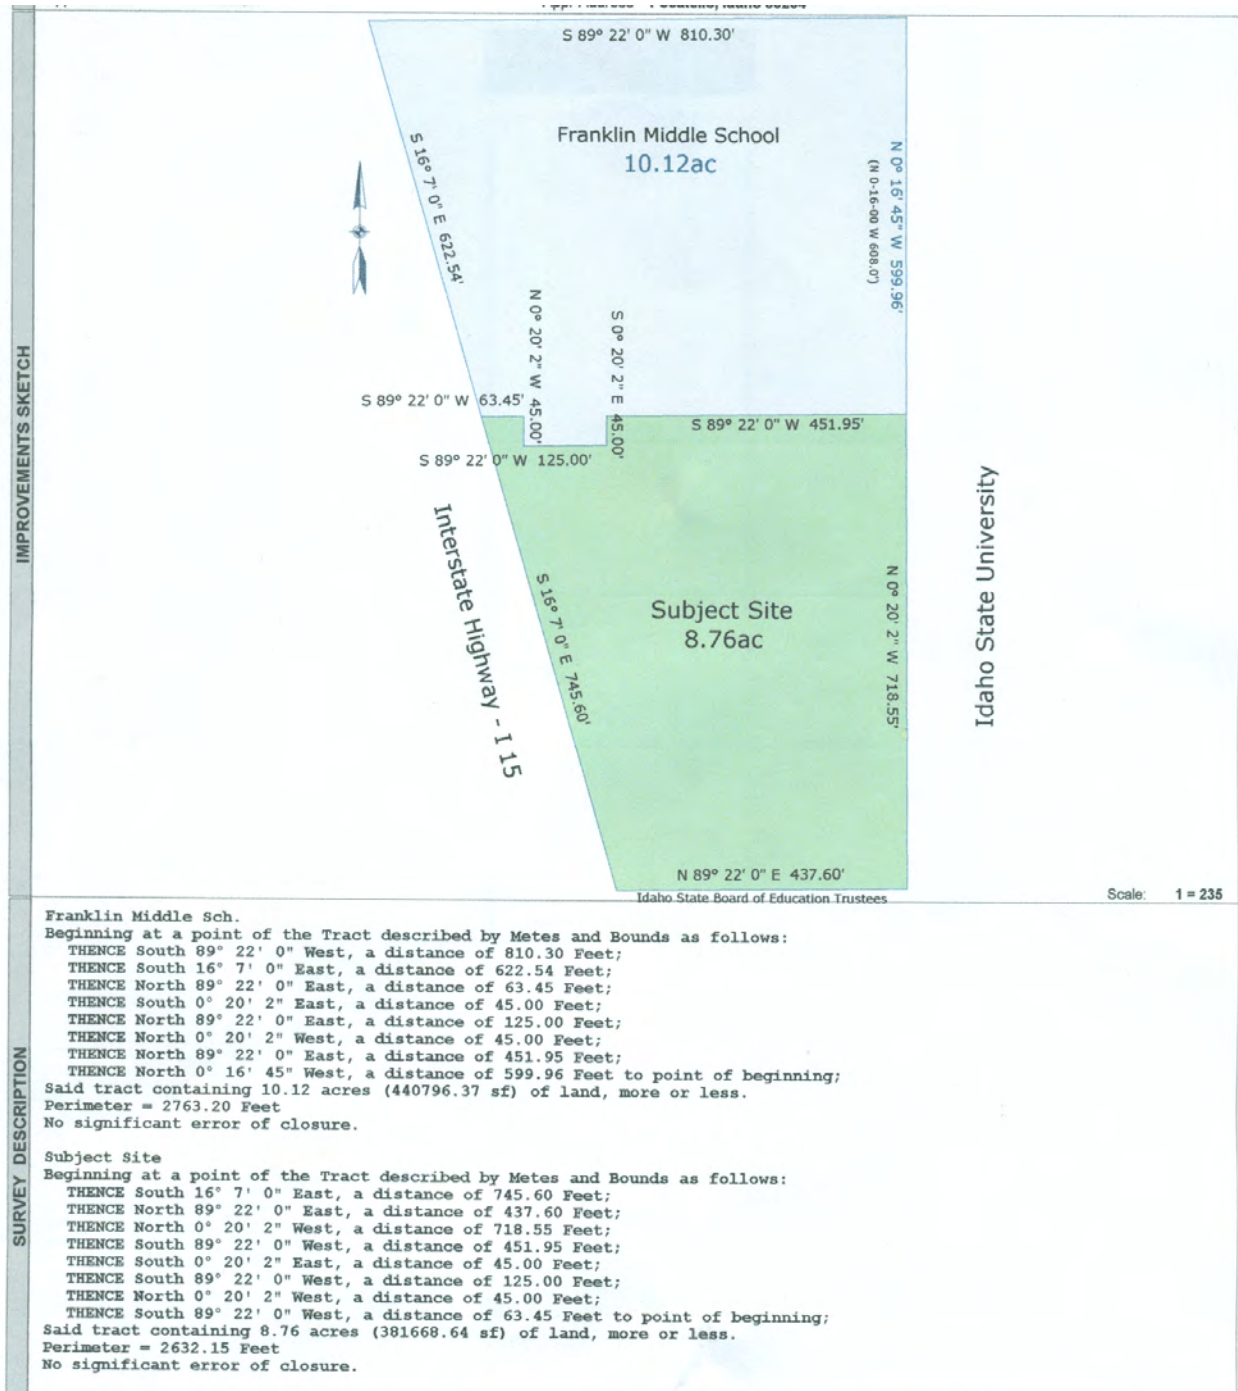 S 89º 22' 0" W 810.30'
Franklin Middle School
10.12ac
S 16º 7' 0" E 622.54'
N 0º 16' 45" W 599.96'
(N 0-16-00 W 608.0')
N 0º 20' 2" W 45.00'
S 0º 20' 2" E 45.00'
S 89º 22' 0" W 63.45'
S 89º 22' 0" W 451.95'
S 89º 22' 0" W 125.00'
IMPROVEMENTS SKETCH
Interstate Highway - I 15
S 16º 7' 0" E 745.60'
Subject Site
8.76ac
N 0º 20' 2" W 718.55'
Idaho State University
N 89º 22' 0" E 437.60'
Idaho State Board of Education Trustees
Scale: 1 = 235
SURVEY DESCRIPTION
Franklin Middle Sch.
Beginning at a point of the Tract described by Metes and Bounds as follows:
THENCE South 89° 22' 0" West, a distance of 810.30 Feet;
THENCE South 16° 7' 0" East, a distance of 622.54 Feet;
THENCE North 89° 22' 0" East, a distance of 63.45 Feet;
THENCE South 0° 20' 2" East, a distance of 45.00 Feet;
THENCE North 89° 22' 0" East, a distance of 125.00 Feet;
THENCE North 0° 20' 2" West, a distance of 45.00 Feet;
THENCE North 89° 22' 0" East, a distance of 451.95 Feet;
THENCE North 0° 16' 45" West, a distance of 599.96 Feet to point of beginning;
Said tract containing 10.12 acres (440796.37 sf) of land, more or less.
Perimeter = 2763.20 Feet
No significant error of closure.
Subject Site
Beginning at a point of the Tract described by Metes and Bounds as follows:
THENCE South 16° 7' 0" East, a distance of 745.60 Feet;
THENCE North 89° 22' 0" East, a distance of 437.60 Feet;
THENCE North 0° 20' 2" West, a distance of 718.55 Feet;
THENCE South 89° 22' 0" West, a distance of 451.95 Feet;
THENCE South 0° 20' 2" East, a distance of 45.00 Feet;
THENCE South 89° 22' 0" West, a distance of 125.00 Feet;
THENCE North 0° 20' 2" West, a distance of 45.00 Feet;
THENCE South 89° 22' 0" West, a distance of 63.45 Feet to point of beginning;
Said tract containing 8.76 acres (381668.64 sf) of land, more or less.
Perimeter = 2632.15 Feet
No significant error of closure.